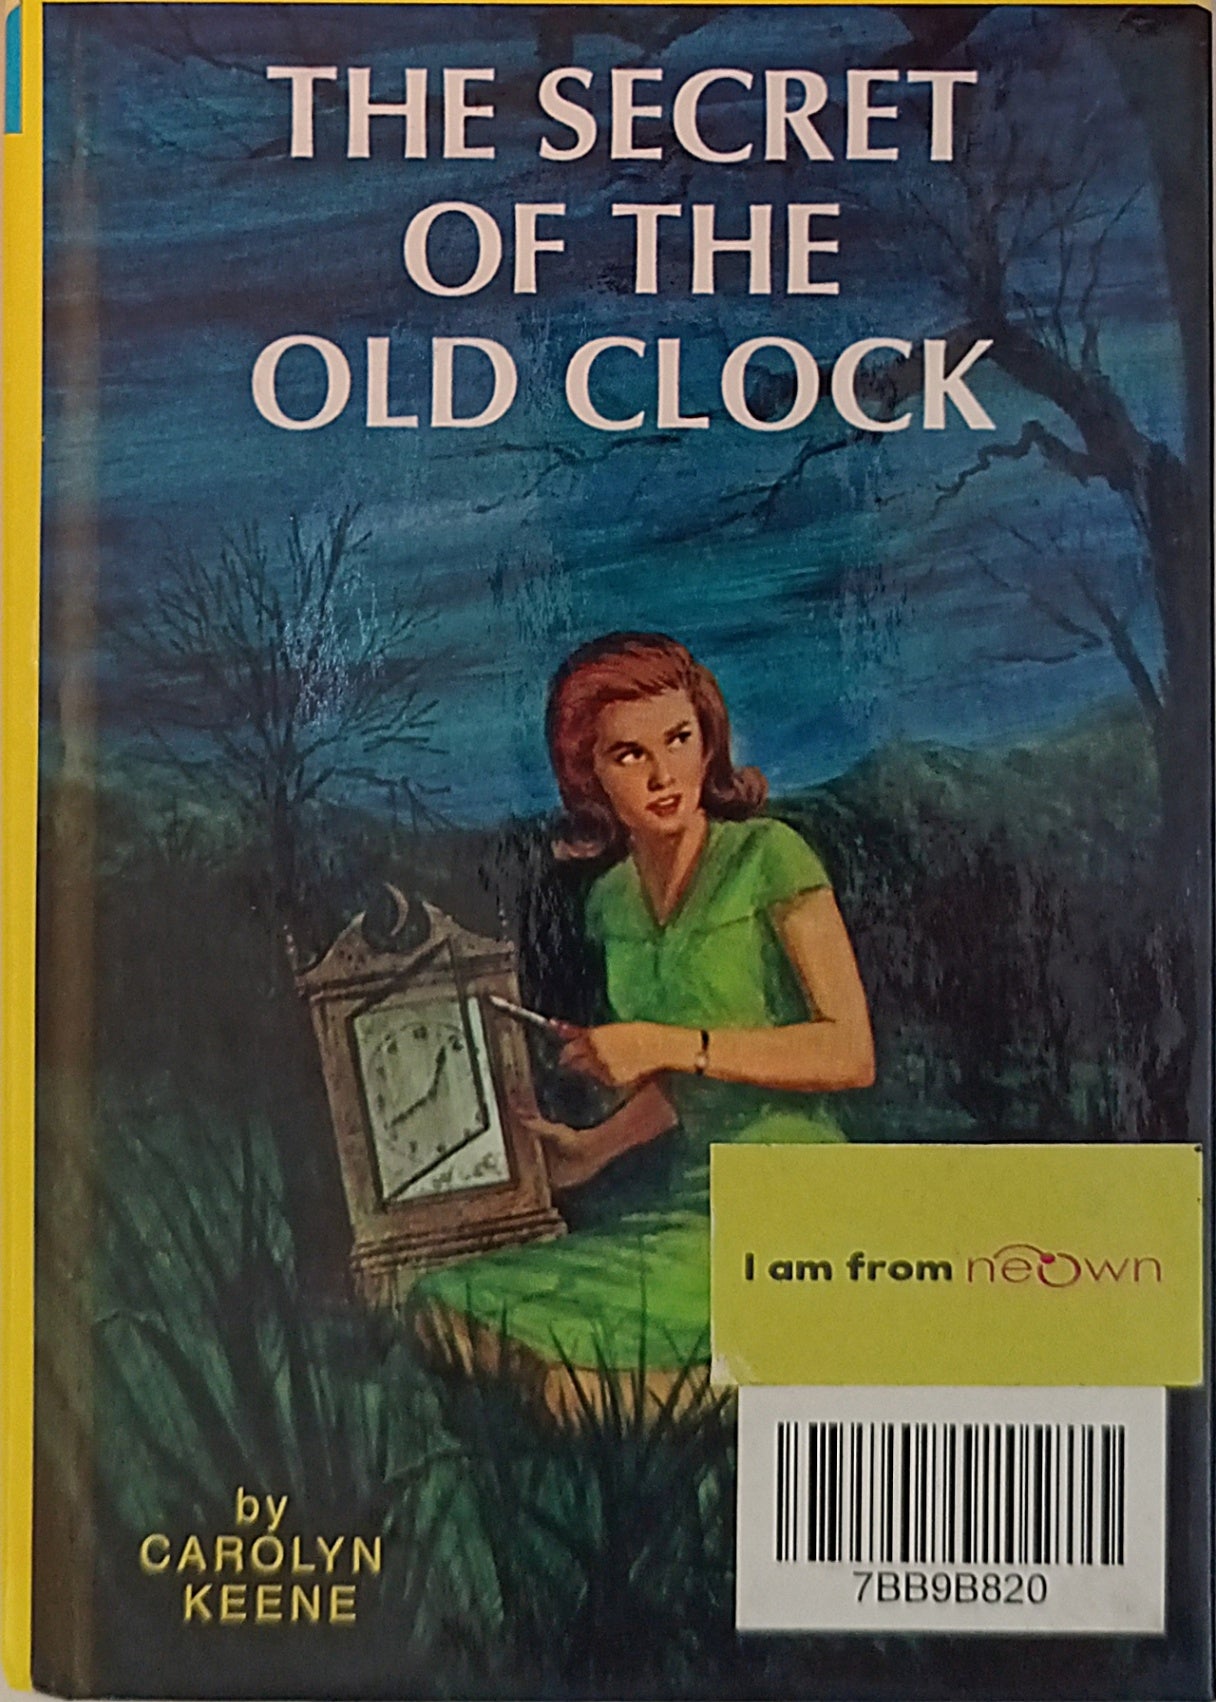 THE SECRET
OF THE
OLD CLOCK
I am from neown
by
CAROLYN
KEENE
7BB9B820